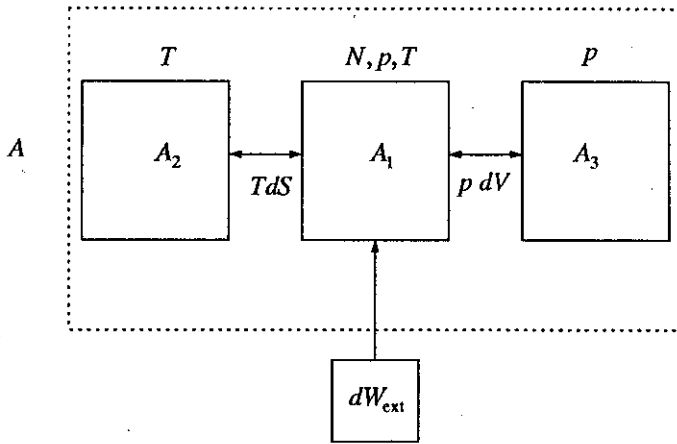 T
N, p, T
p
A
A₂
A₁
A₃
TdS
p dV
dW_ext